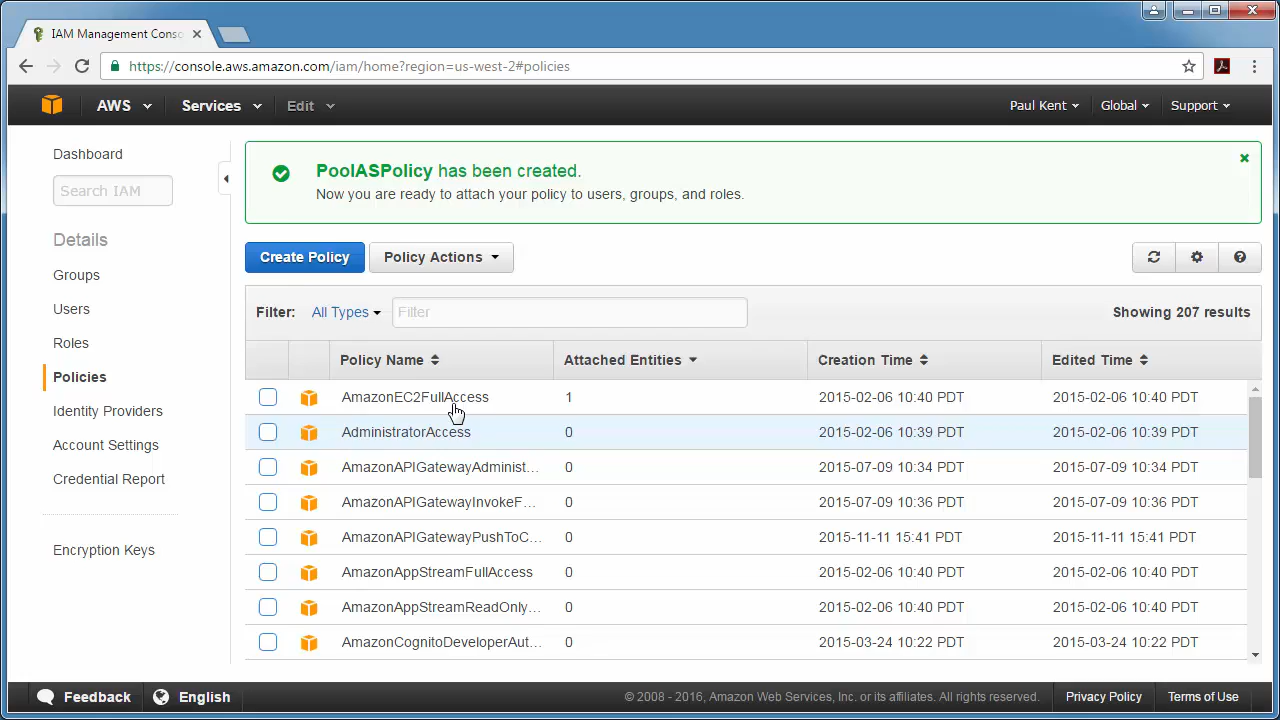 IAM Management Conso
https://console.aws.amazon.com/iam/home?region=us-west-2#policies
AWS Services Edit Paul Kent Global Support
Dashboard
Search IAM
Details
Groups
Users
Roles
Policies
Identity Providers
Account Settings
Credential Report
Encryption Keys
PoolASPolicy has been created.
Now you are ready to attach your policy to users, groups, and roles.
Create Policy Policy Actions
Filter: All Types Filter Showing 207 results
Policy Name Attached Entities Creation Time Edited Time
AmazonEC2FullAccess 1 2015-02-06 10:40 PDT 2015-02-06 10:40 PDT
AdministratorAccess 0 2015-02-06 10:39 PDT 2015-02-06 10:39 PDT
AmazonAPIGatewayAdminist... 0 2015-07-09 10:34 PDT 2015-07-09 10:34 PDT
AmazonAPIGatewayInvokeF... 0 2015-07-09 10:36 PDT 2015-07-09 10:36 PDT
AmazonAPIGatewayPushToC... 0 2015-11-11 15:41 PDT 2015-11-11 15:41 PDT
AmazonAppStreamFullAccess 0 2015-02-06 10:40 PDT 2015-02-06 10:40 PDT
AmazonAppStreamReadOnly... 0 2015-02-06 10:40 PDT 2015-02-06 10:40 PDT
AmazonCognitoDeveloperAut... 0 2015-03-24 10:22 PDT 2015-03-24 10:22 PDT
Feedback English © 2008 - 2016, Amazon Web Services, Inc. or its affiliates. All rights reserved. Privacy Policy Terms of Use